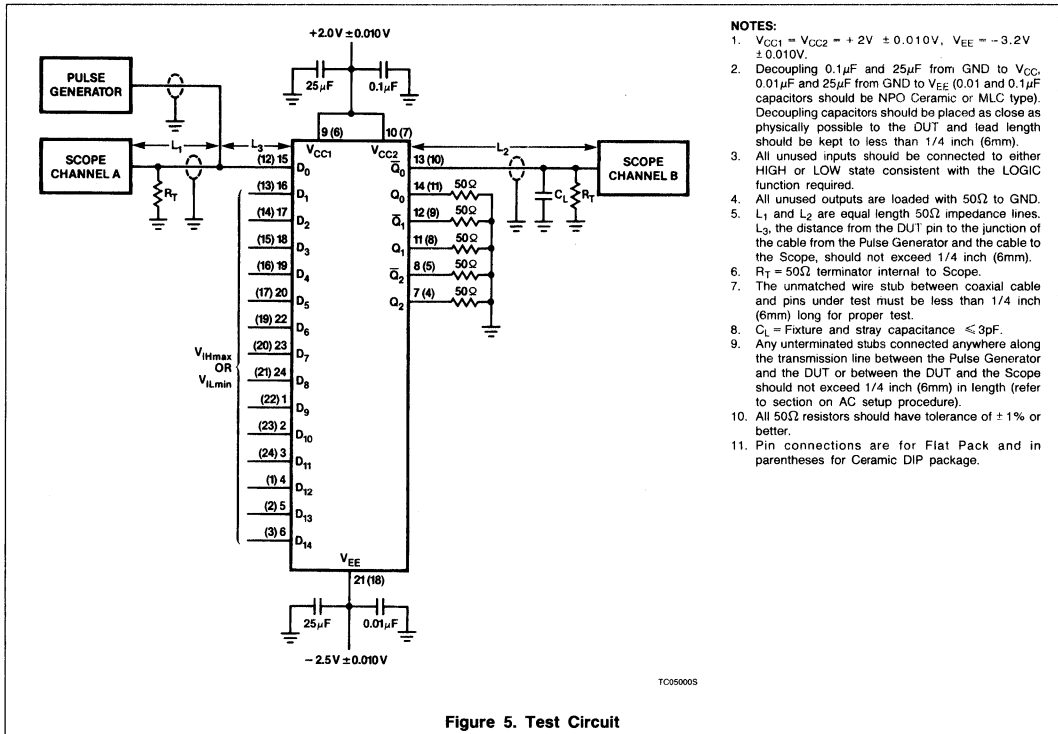 +2.0V ± 0.010V
25μF
0.1μF
PULSE
GENERATOR
SCOPE
CHANNEL A
L₁
L₃
R_T
9 (6)
10 (7)
V_CC1
V_CC2
(12) 15
D₀
(13) 16
D₁
(14) 17
D₂
(15) 18
D₃
(16) 19
D₄
(17) 20
D₅
(19) 22
D₆
(20) 23
D₇
(21) 24
D₈
(22) 1
D₉
(23) 2
D₁₀
(24) 3
D₁₁
(1) 4
D₁₂
(2) 5
D₁₃
(3) 6
D₁₄
V_IHmax
OR
V_ILmin
Q̅₀
13 (10)
Q₀
14 (11)
50Ω
Q̅₁
12 (9)
50Ω
Q₁
11 (8)
50Ω
Q̅₂
8 (5)
50Ω
Q₂
7 (4)
50Ω
L₂
C_L
R_T
SCOPE
CHANNEL B
V_EE
21 (18)
25μF
0.01μF
−2.5V ± 0.010V
TC05000S
NOTES:
1. V_CC1 = V_CC2 = +2V ±0.010V, V_EE = −3.2V
±0.010V.
2. Decoupling 0.1μF and 25μF from GND to V_CC,
0.01μF and 25μF from GND to V_EE (0.01 and 0.1μF
capacitors should be NPO Ceramic or MLC type).
Decoupling capacitors should be placed as close as
physically possible to the DUT and lead length
should be kept to less than 1/4 inch (6mm).
3. All unused inputs should be connected to either
HIGH or LOW state consistent with the LOGIC
function required.
4. All unused outputs are loaded with 50Ω to GND.
5. L₁ and L₂ are equal length 50Ω impedance lines.
L₃, the distance from the DUT pin to the junction of
the cable from the Pulse Generator and the cable to
the Scope, should not exceed 1/4 inch (6mm).
6. R_T = 50Ω terminator internal to Scope.
7. The unmatched wire stub between coaxial cable
and pins under test must be less than 1/4 inch
(6mm) long for proper test.
8. C_L = Fixture and stray capacitance ⩽ 3pF.
9. Any unterminated stubs connected anywhere along
the transmission line between the Pulse Generator
and the DUT or between the DUT and the Scope
should not exceed 1/4 inch (6mm) in length (refer
to section on AC setup procedure).
10. All 50Ω resistors should have tolerance of ±1% or
better.
11. Pin connections are for Flat Pack and in
parentheses for Ceramic DIP package.
Figure 5. Test Circuit